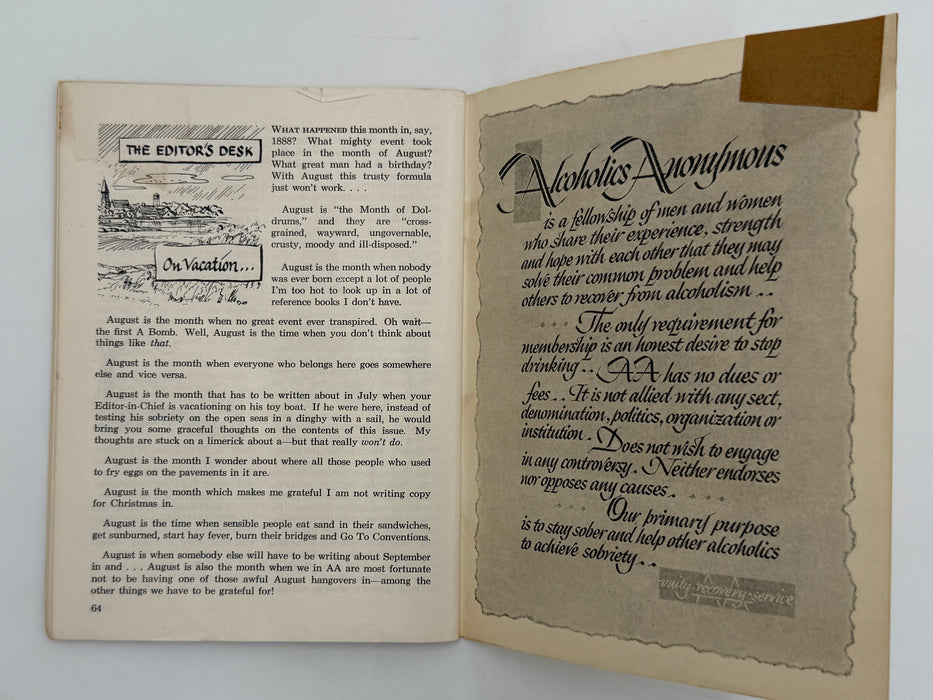 THE EDITOR'S DESK
On Vacation...
WHAT HAPPENED this month in, say,
1888? What mighty event took
place in the month of August?
What great man had a birthday?
With August this trusty formula
just won't work. . . .
August is "the Month of Dol-
drums," and they are "cross-
grained, wayward, ungovernable,
crusty, moody and ill-disposed."
August is the month when nobody
was ever born except a lot of people
I'm too hot to look up in a lot of
reference books I don't have.
August is the month when no great event ever transpired. Oh wait—
the first A Bomb. Well, August is the time when you don't think about
things like that.
August is the month when everyone who belongs here goes somewhere
else and vice versa.
August is the month that has to be written about in July when your
Editor-in-Chief is vacationing on his toy boat. If he were here, instead of
testing his sobriety on the open seas in a dinghy with a sail, he would
bring you some graceful thoughts on the contents of this issue. My
thoughts are stuck on a limerick about a—but that really won't do.
August is the month I wonder about where all those people who used
to fry eggs on the pavements in it are.
August is the month which makes me grateful I am not writing copy
for Christmas in.
August is the time when sensible people eat sand in their sandwiches,
get sunburned, start hay fever, burn their bridges and Go To Conventions.
August is when somebody else will have to be writing about September
in and . . . August is also the month when we in AA are most fortunate
not to be having one of those awful August hangovers in—among the
other things we have to be grateful for!
64
Alcoholics Anonymous
is a fellowship of men and women
who share their experience, strength
and hope with each other that they may
solve their common problem and help
others to recover from alcoholism . .
. . . . The only requirement for
membership is an honest desire to stop
drinking . . AA has no dues or
fees . . It is not allied with any sect,
denomination, politics, organization or
institution . Does not wish to engage
in any controversy . Neither endorses
nor opposes any causes . . . . .
. . . . Our primary purpose
is to stay sober and help other alcoholics
to achieve sobriety . .
unity - recovery - service